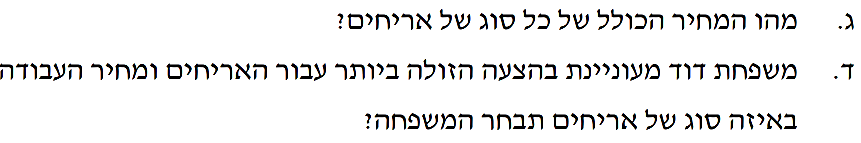 ג. מהו המחיר הכולל של כל סוג של אריחים?
ד. משפחת דוד מעוניינת בהצעה הזולה ביותר עבור האריחים ומחיר העבודה
באיזה סוג של אריחים תבחר המשפחה?